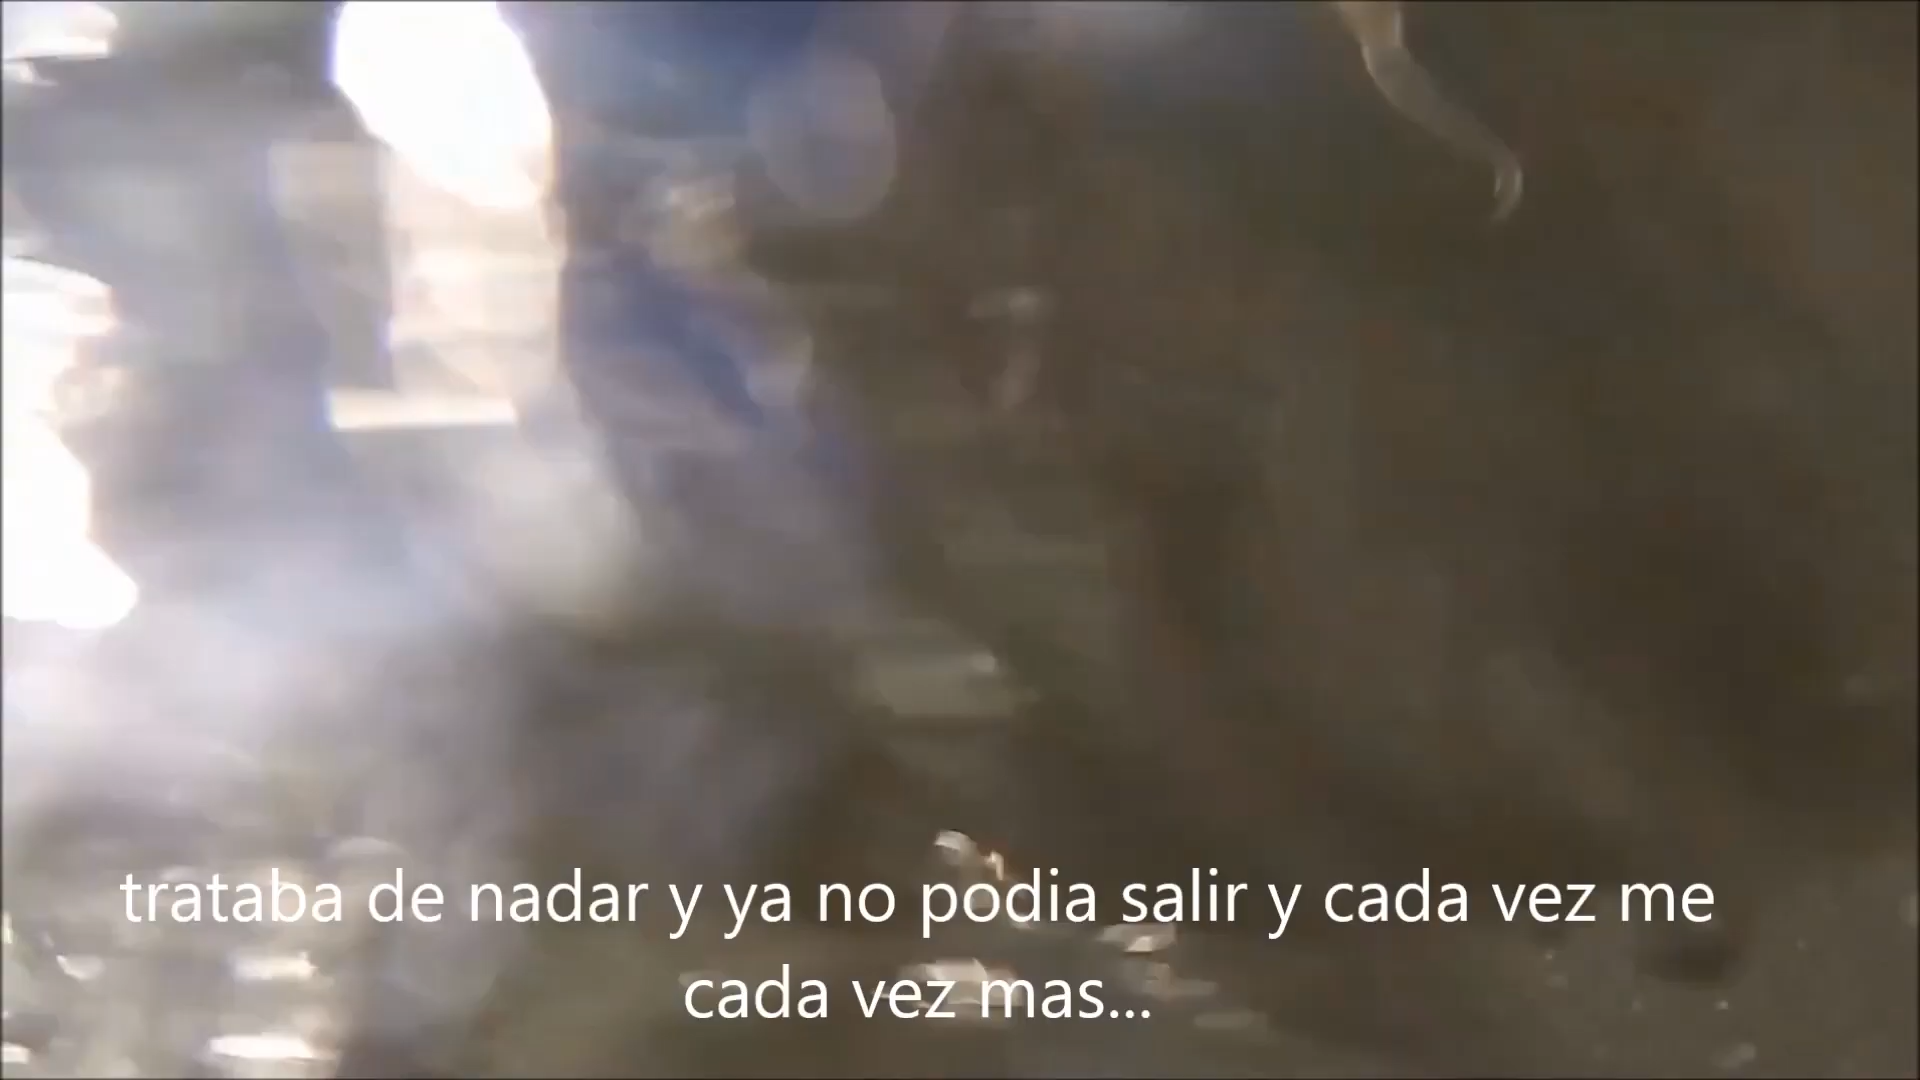 trataba de nadar y ya no podia salir y cada vez me
cada vez mas...